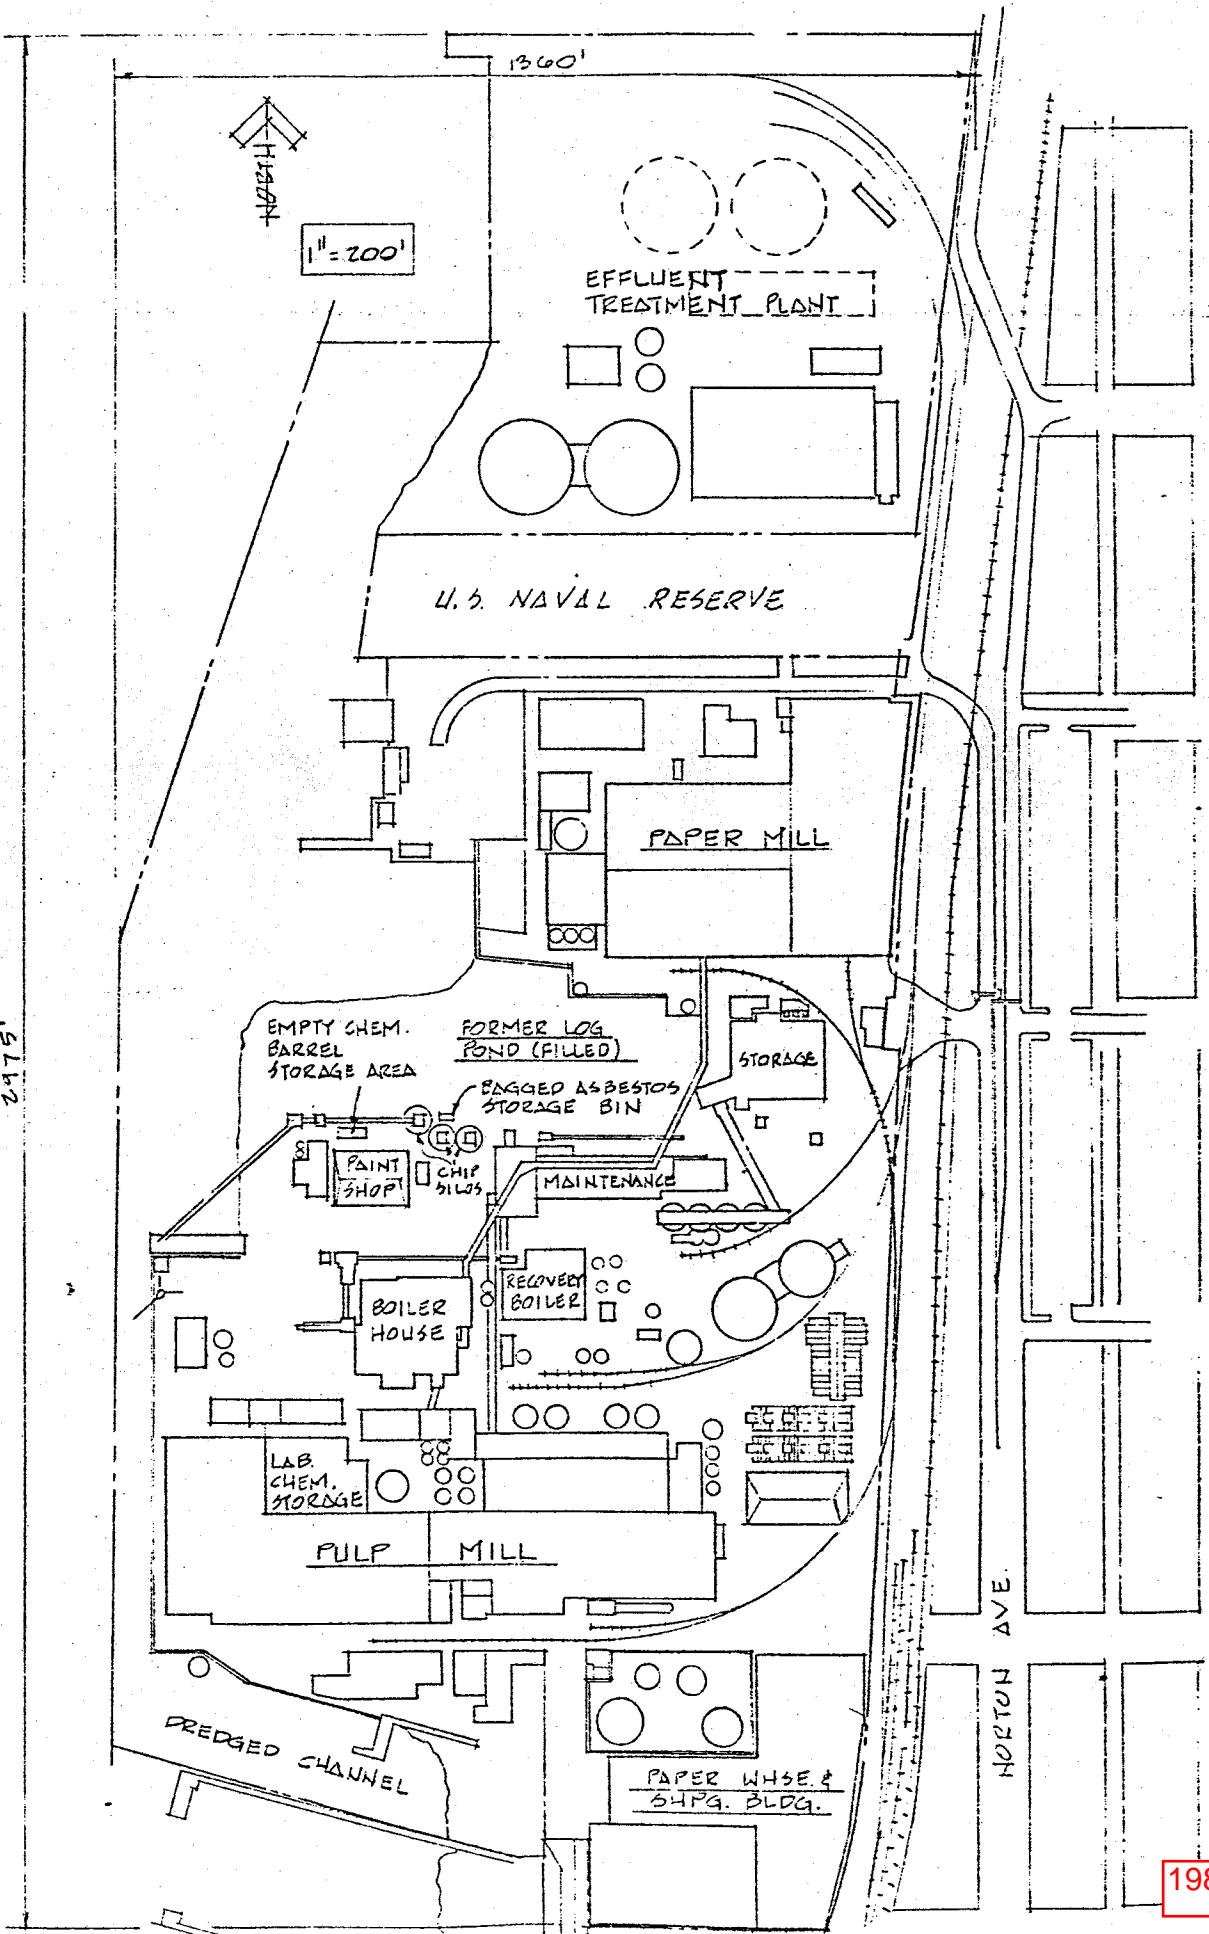 1360'
NORTH
1"=200'
EFFLUENT
TREATMENT PLANT
U.S. NAVAL RESERVE
PAPER MILL
2975'
EMPTY CHEM.
BARREL
STORAGE AREA
FORMER LOG
POND (FILLED)
STORAGE
BAGGED ASBESTOS
STORAGE BIN
PAINT
SHOP
CHIP
SILOS
MAINTENANCE
RECOVERY
BOILER
BOILER
HOUSE
LAB.
CHEM.
STORAGE
PULP MILL
NORTON AVE.
DREDGED CHANNEL
PAPER WHSE. &
SHPG. BLDG.
198